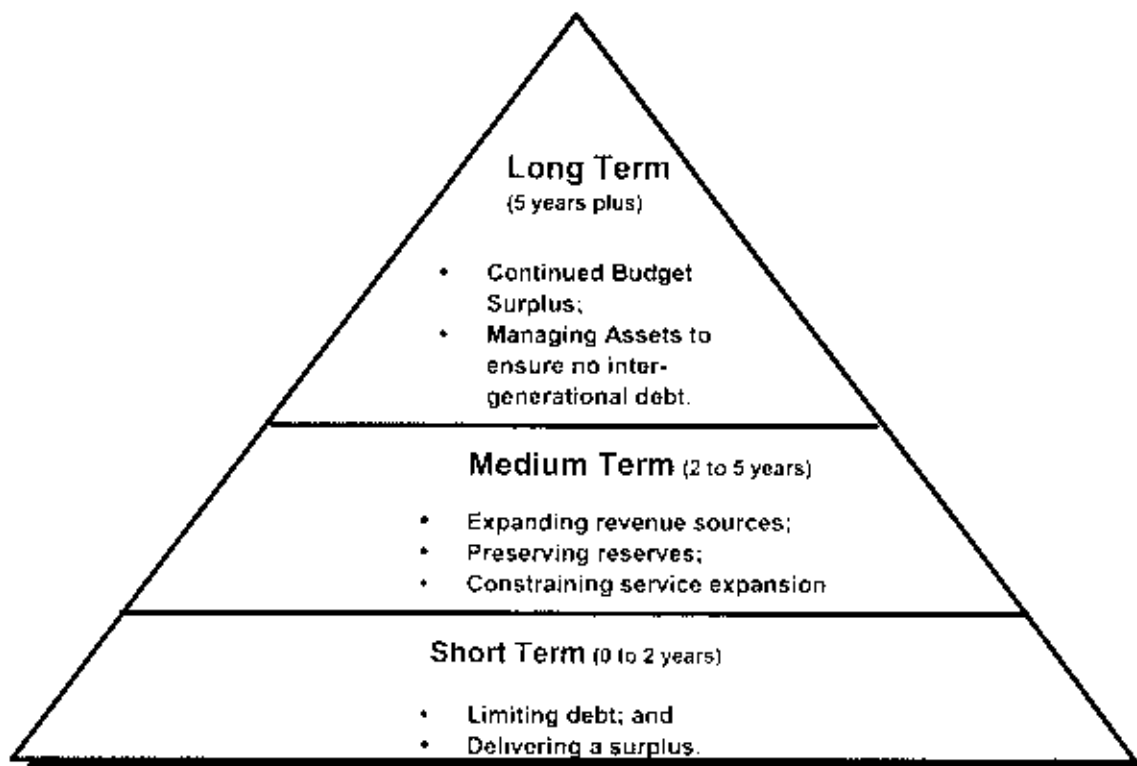 Long Term
(5 years plus)
• Continued Budget
Surplus;
• Managing Assets to
ensure no inter-
generational debt.
Medium Term (2 to 5 years)
• Expanding revenue sources;
• Preserving reserves;
• Constraining service expansion
Short Term (0 to 2 years)
• Limiting debt; and
• Delivering a surplus.